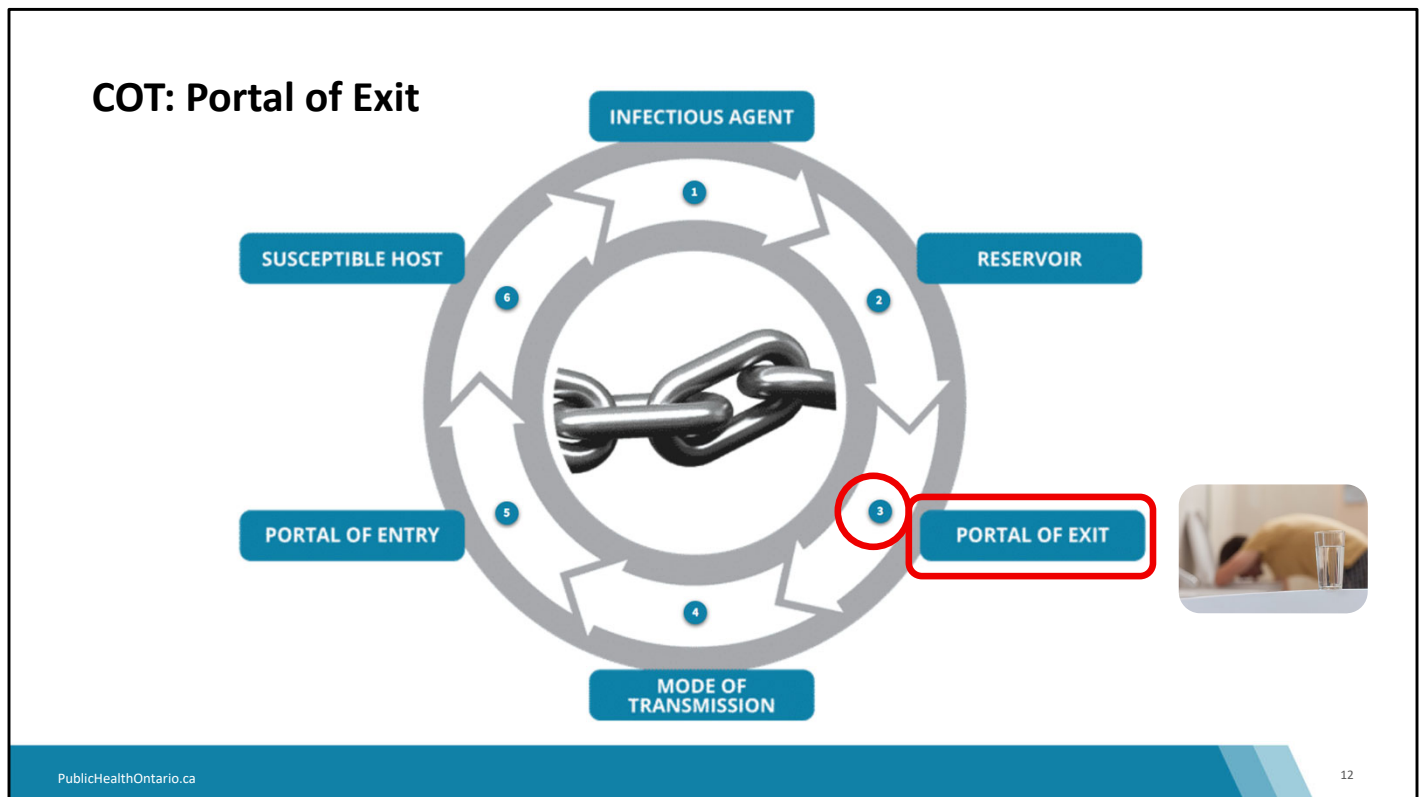 COT: Portal of Exit
INFECTIOUS AGENT
1
RESERVOIR
2
3
PORTAL OF EXIT
4
MODE OF
TRANSMISSION
5
PORTAL OF ENTRY
6
SUSCEPTIBLE HOST
PublicHealthOntario.ca
12